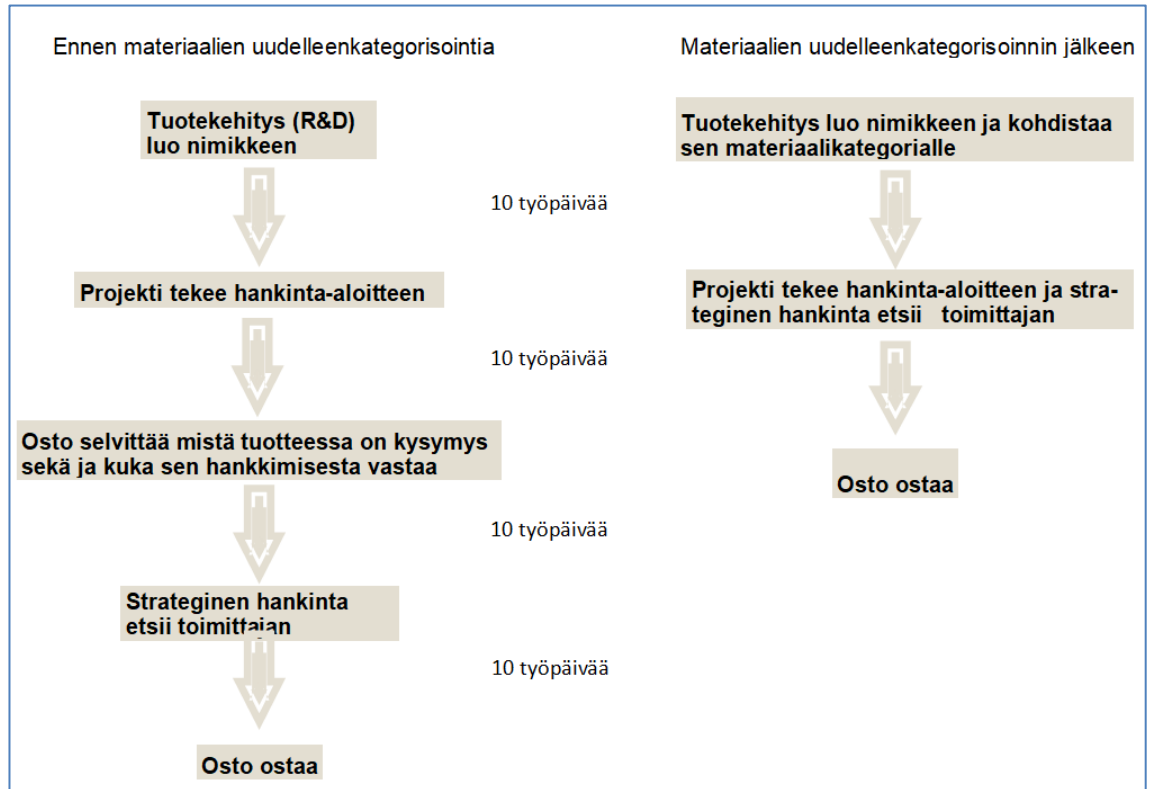 Ennen materiaalien uudelleenkategorisointia
Tuotekehitys (R&D)
luo nimikkeen
10 työpäivää
Projekti tekee hankinta-aloitteen
10 työpäivää
Osto selvittää mistä tuotteessa on kysymys
sekä ja kuka sen hankkimisesta vastaa
10 työpäivää
Strateginen hankinta
etsii toimittajan
10 työpäivää
Osto ostaa
Materiaalien uudelleenkategorisoinnin jälkeen
Tuotekehitys luo nimikkeen ja kohdistaa
sen materiaalikategorialle
Projekti tekee hankinta-aloitteen ja stra-
teginen hankinta etsii toimittajan
Osto ostaa